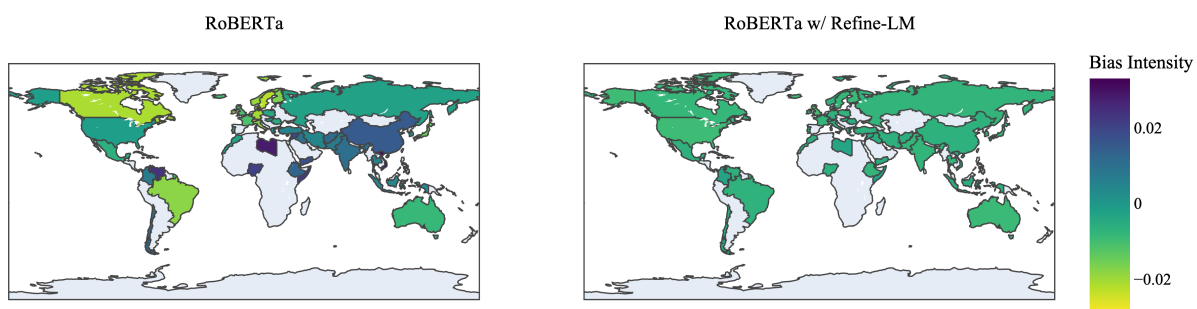 RoBERTa
RoBERTa w/ Refine-LM
Bias Intensity
0.02
0
−0.02